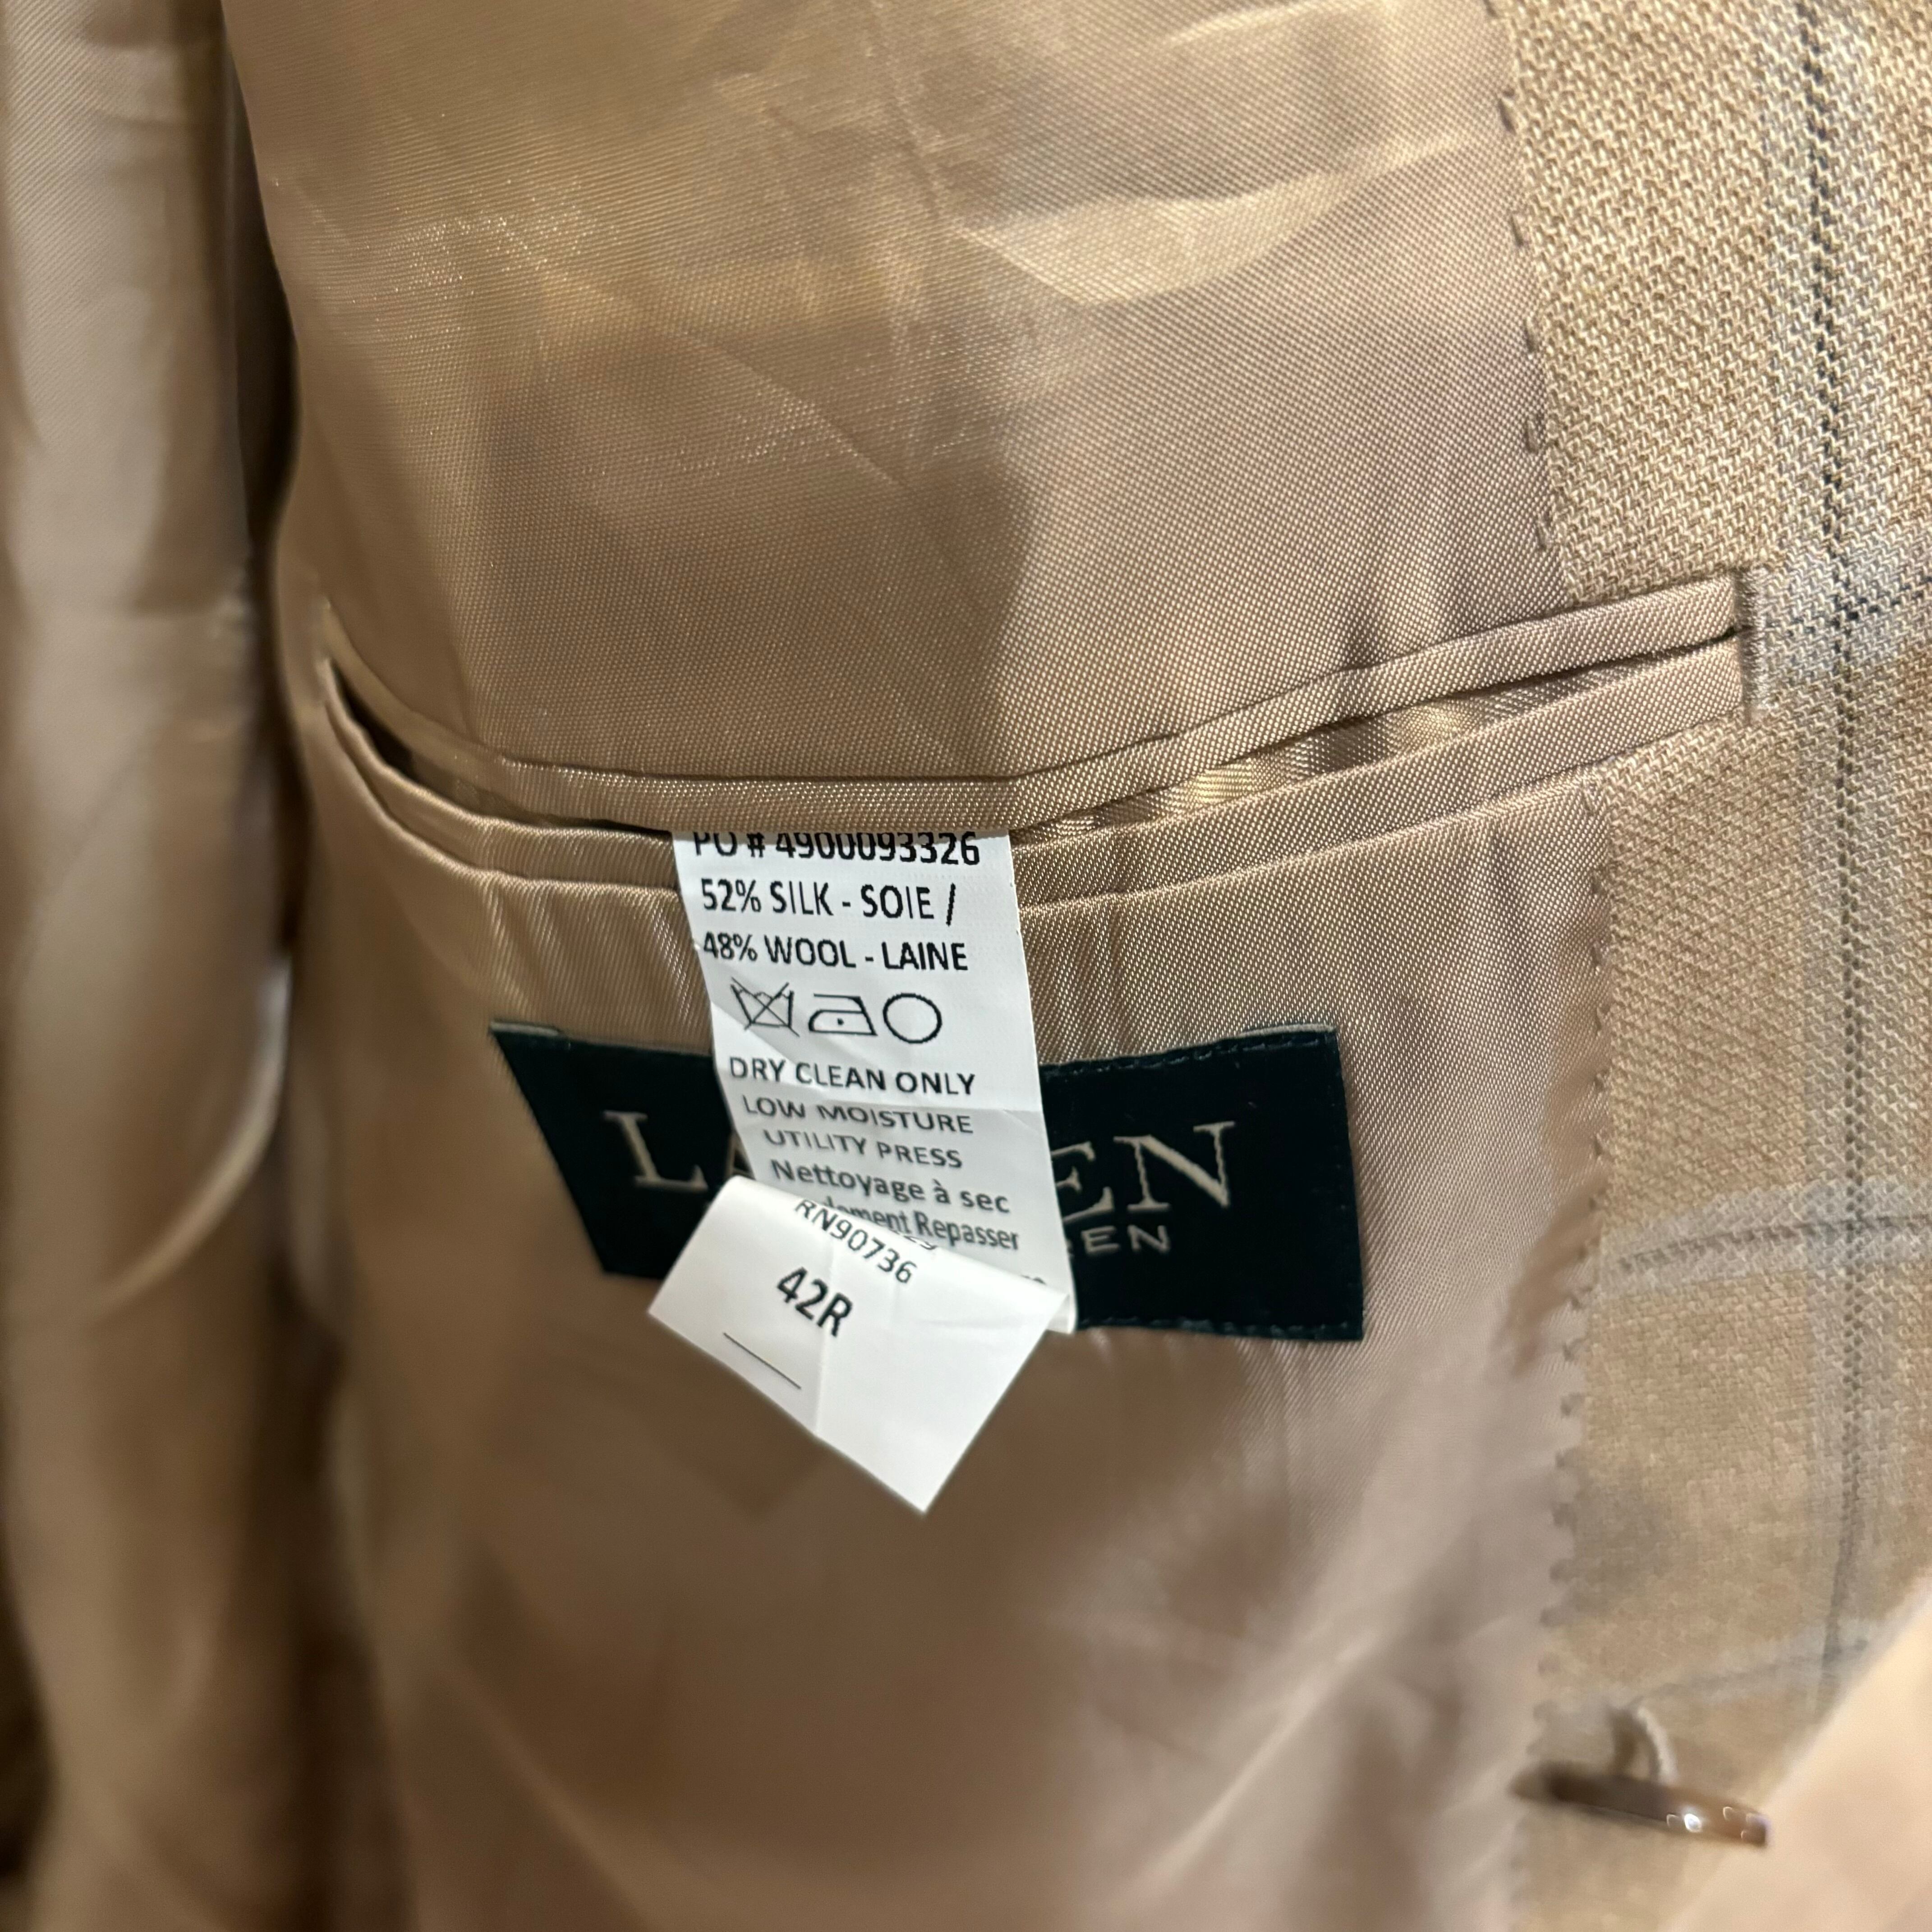 PO # 4900093326
52% SILK - SOIE /
48% WOOL - LAINE
DRY CLEAN ONLY
LOW MOISTURE
UTILITY PRESS
Nettoyage à sec
Repasser
RN90736
42R